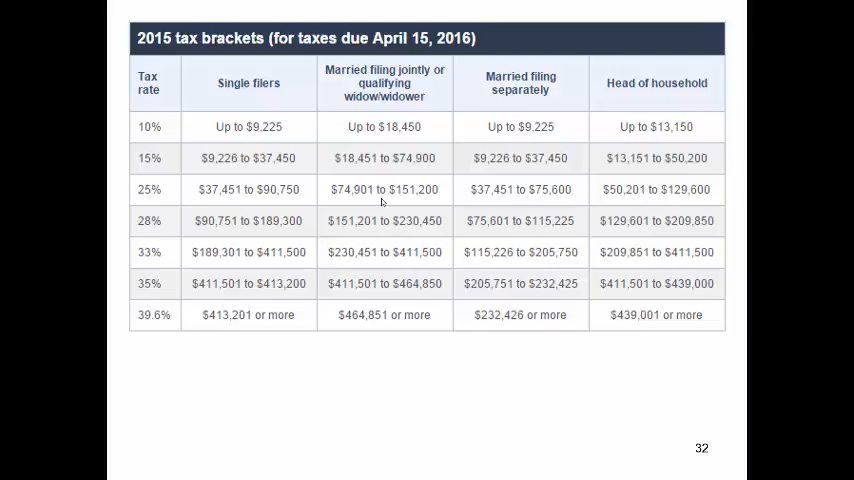 2015 tax brackets (for taxes due April 15, 2016)
Tax rate Single filers Married filing jointly or qualifying widow/widower Married filing separately Head of household
10% Up to $9,225 Up to $18,450 Up to $9,225 Up to $13,150
15% $9,226 to $37,450 $18,451 to $74,900 $9,226 to $37,450 $13,151 to $50,200
25% $37,451 to $90,750 $74,901 to $151,200 $37,451 to $75,600 $50,201 to $129,600
28% $90,751 to $189,300 $151,201 to $230,450 $75,601 to $115,225 $129,601 to $209,850
33% $189,301 to $411,500 $230,451 to $411,500 $115,226 to $205,750 $209,851 to $411,500
35% $411,501 to $413,200 $411,501 to $464,850 $205,751 to $232,425 $411,501 to $439,000
39.6% $413,201 or more $464,851 or more $232,426 or more $439,001 or more
32